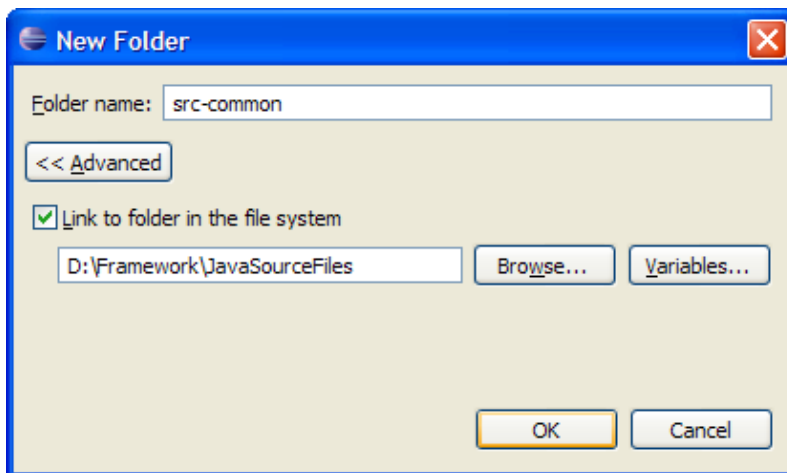 New Folder
Folder name: src-common
<< Advanced
Link to folder in the file system
D:\Framework\JavaSourceFiles Browse... Variables...
OK Cancel